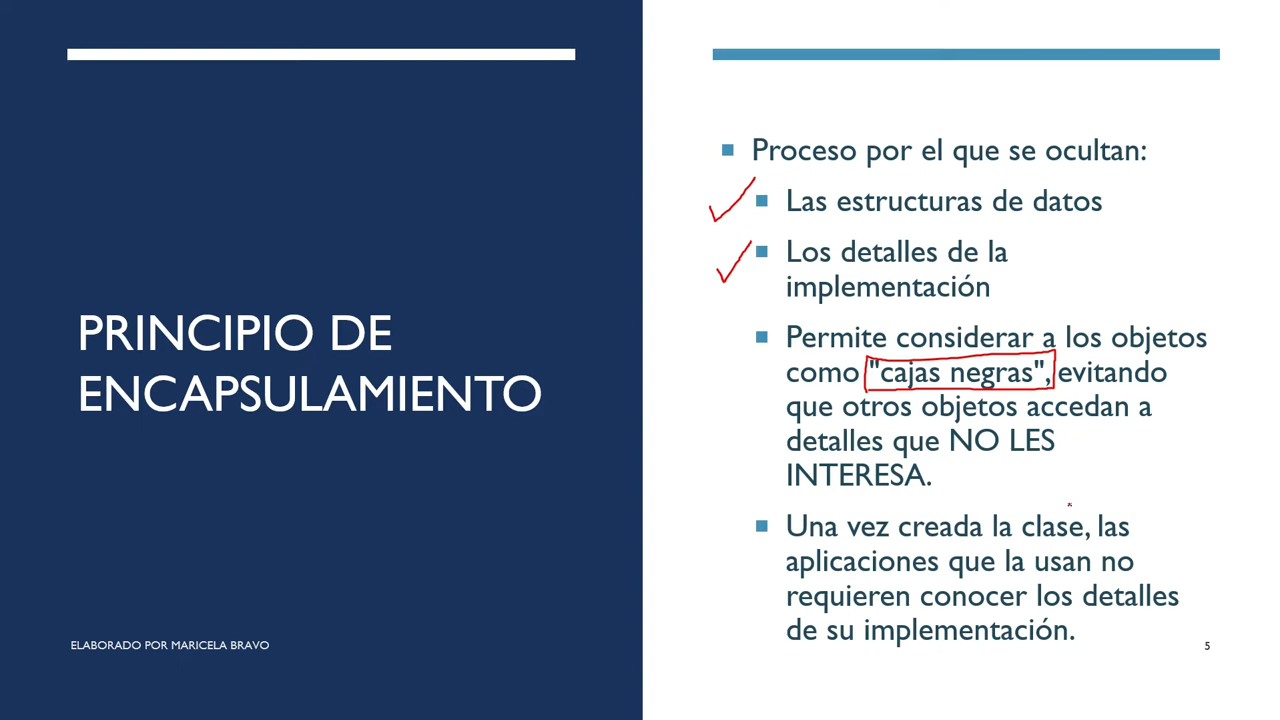 PRINCIPIO DE
ENCAPSULAMIENTO
ELABORADO POR MARICELA BRAVO
Proceso por el que se ocultan:
Las estructuras de datos
Los detalles de la
implementación
Permite considerar a los objetos
como "cajas negras", evitando
que otros objetos accedan a
detalles que NO LES
INTERESA.
Una vez creada la clase, las
aplicaciones que la usan no
requieren conocer los detalles
de su implementación.
5